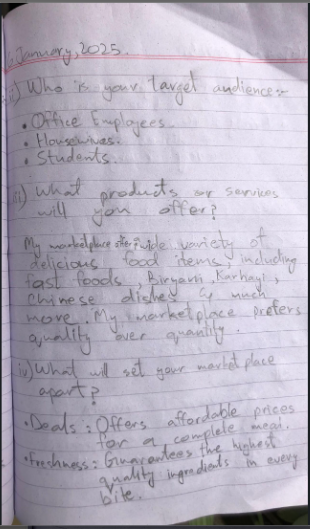 January, 2025.
ii) Who is your target audience:-
• Office Employees.
• Housewives.
• Students.
iii) What products or services
will you offer?
My marketplace offer wide variety of
delicious food items including
fast foods, Biryani, Karhayi,
Chinese dishes & much
more. My marketplace prefers
quality over quantity.
iv) What will set your market place
apart?
• Deals: Offers affordable prices
for a complete meal.
• Freshness: Guarantees the highest
quality ingredients in every
bite.